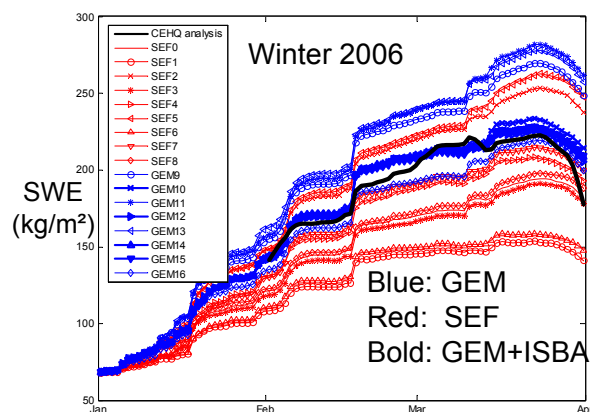 300
250
200
150
100
50
SWE
(kg/m²)
CEHQ analysis
SEF0
SEF1
SEF2
SEF3
SEF4
SEF5
SEF6
SEF7
SEF8
GEM9
GEM10
GEM11
GEM12
GEM13
GEM14
GEM15
GEM16
Winter 2006
Blue: GEM
Red: SEF
Bold: GEM+ISBA
Jan Feb Mar Apr